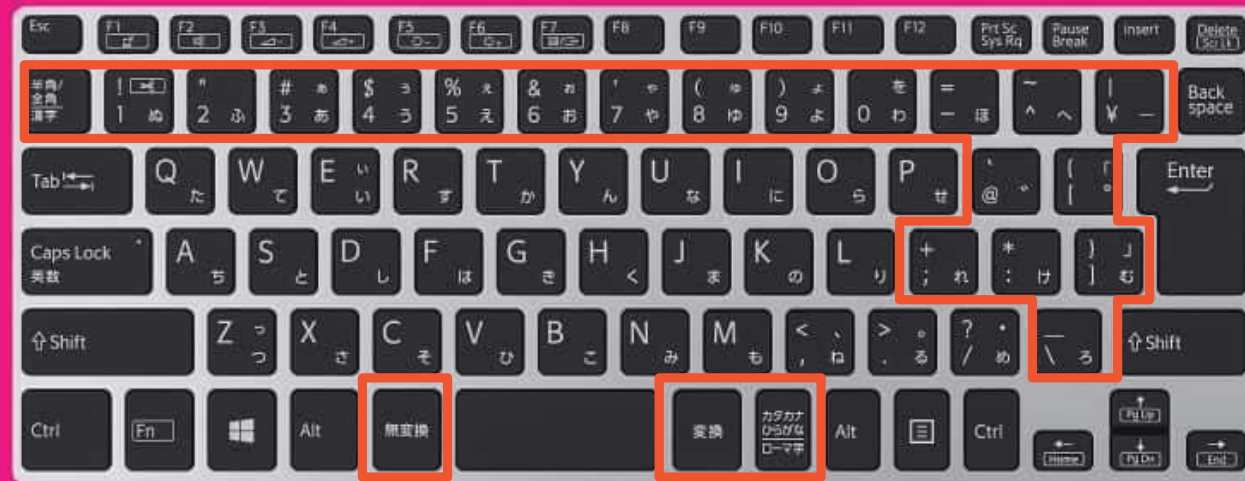 Esc F1 F2 F3 F4 F5 F6 F7 F8 F9 F10 F11 F12 Prt Sc Sys Rq Pause Break Insert Delete Scr Lk
半角/全角 漢字 ! 1 ぬ " 2 ふ # ぁ 3 あ $ ぅ 4 う % ぇ 5 え & ぉ 6 お ' ゃ 7 や ( ゅ 8 ゆ ) ょ 9 よ を 0 わ = - ほ ~ ^ へ | ¥ ー Back space
Tab Q た W て E ぃ い R す T か Y ん U な I に O ら P せ ` @ ゛ { 「 [ ゜ Enter
Caps Lock 英数 A ち S と D し F は G き H く J ま K の L り + ; れ * : け } 」 ] む
Shift Z っ つ X さ C そ V ひ B こ N み M も < 、 , ね > 。 . る ? ・ / め _ \ ろ Shift
Ctrl Fn Alt 無変換 変換 カタカナ ひらがな ローマ字 Alt Ctrl Home Pg Up Pg Dn End